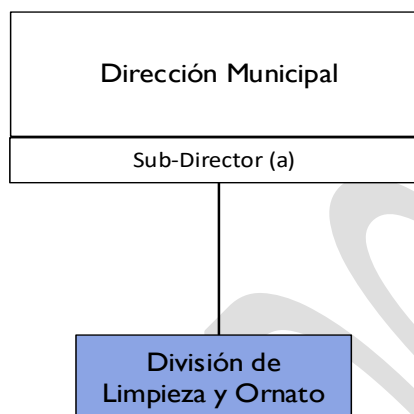 Dirección Municipal
Sub-Director (a)
División de
Limpieza y Ornato